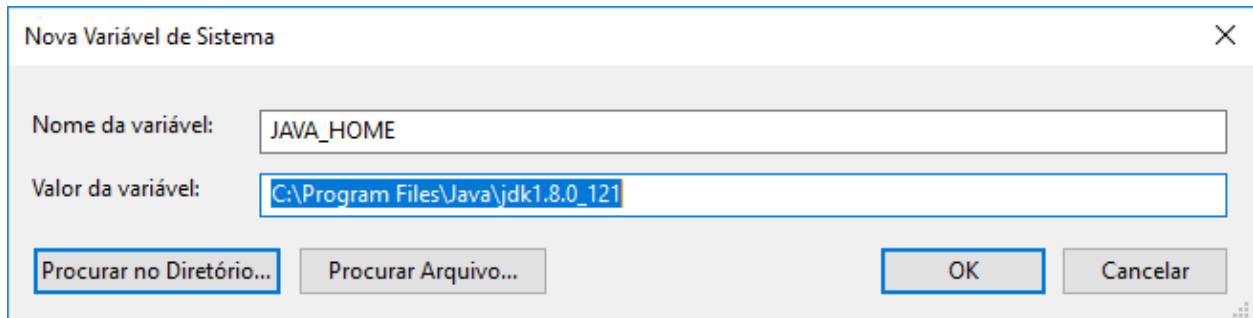 Nova Variável de Sistema
Nome da variável: JAVA_HOME
Valor da variável: C:\Program Files\Java\jdk1.8.0_121
Procurar no Diretório... Procurar Arquivo... OK Cancelar